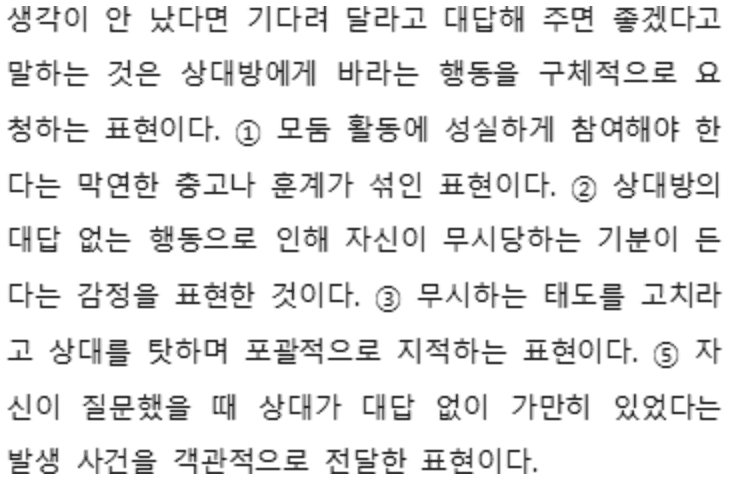 생각이 안 났다면 기다려 달라고 대답해 주면 좋겠다고
말하는 것은 상대방에게 바라는 행동을 구체적으로 요
청하는 표현이다. ① 모둠 활동에 성실하게 참여해야 한
다는 막연한 충고나 훈계가 섞인 표현이다. ② 상대방의
대답 없는 행동으로 인해 자신이 무시당하는 기분이 든
다는 감정을 표현한 것이다. ③ 무시하는 태도를 고치라
고 상대를 탓하며 포괄적으로 지적하는 표현이다. ⑤ 자
신이 질문했을 때 상대가 대답 없이 가만히 있었다는
발생 사건을 객관적으로 전달한 표현이다.